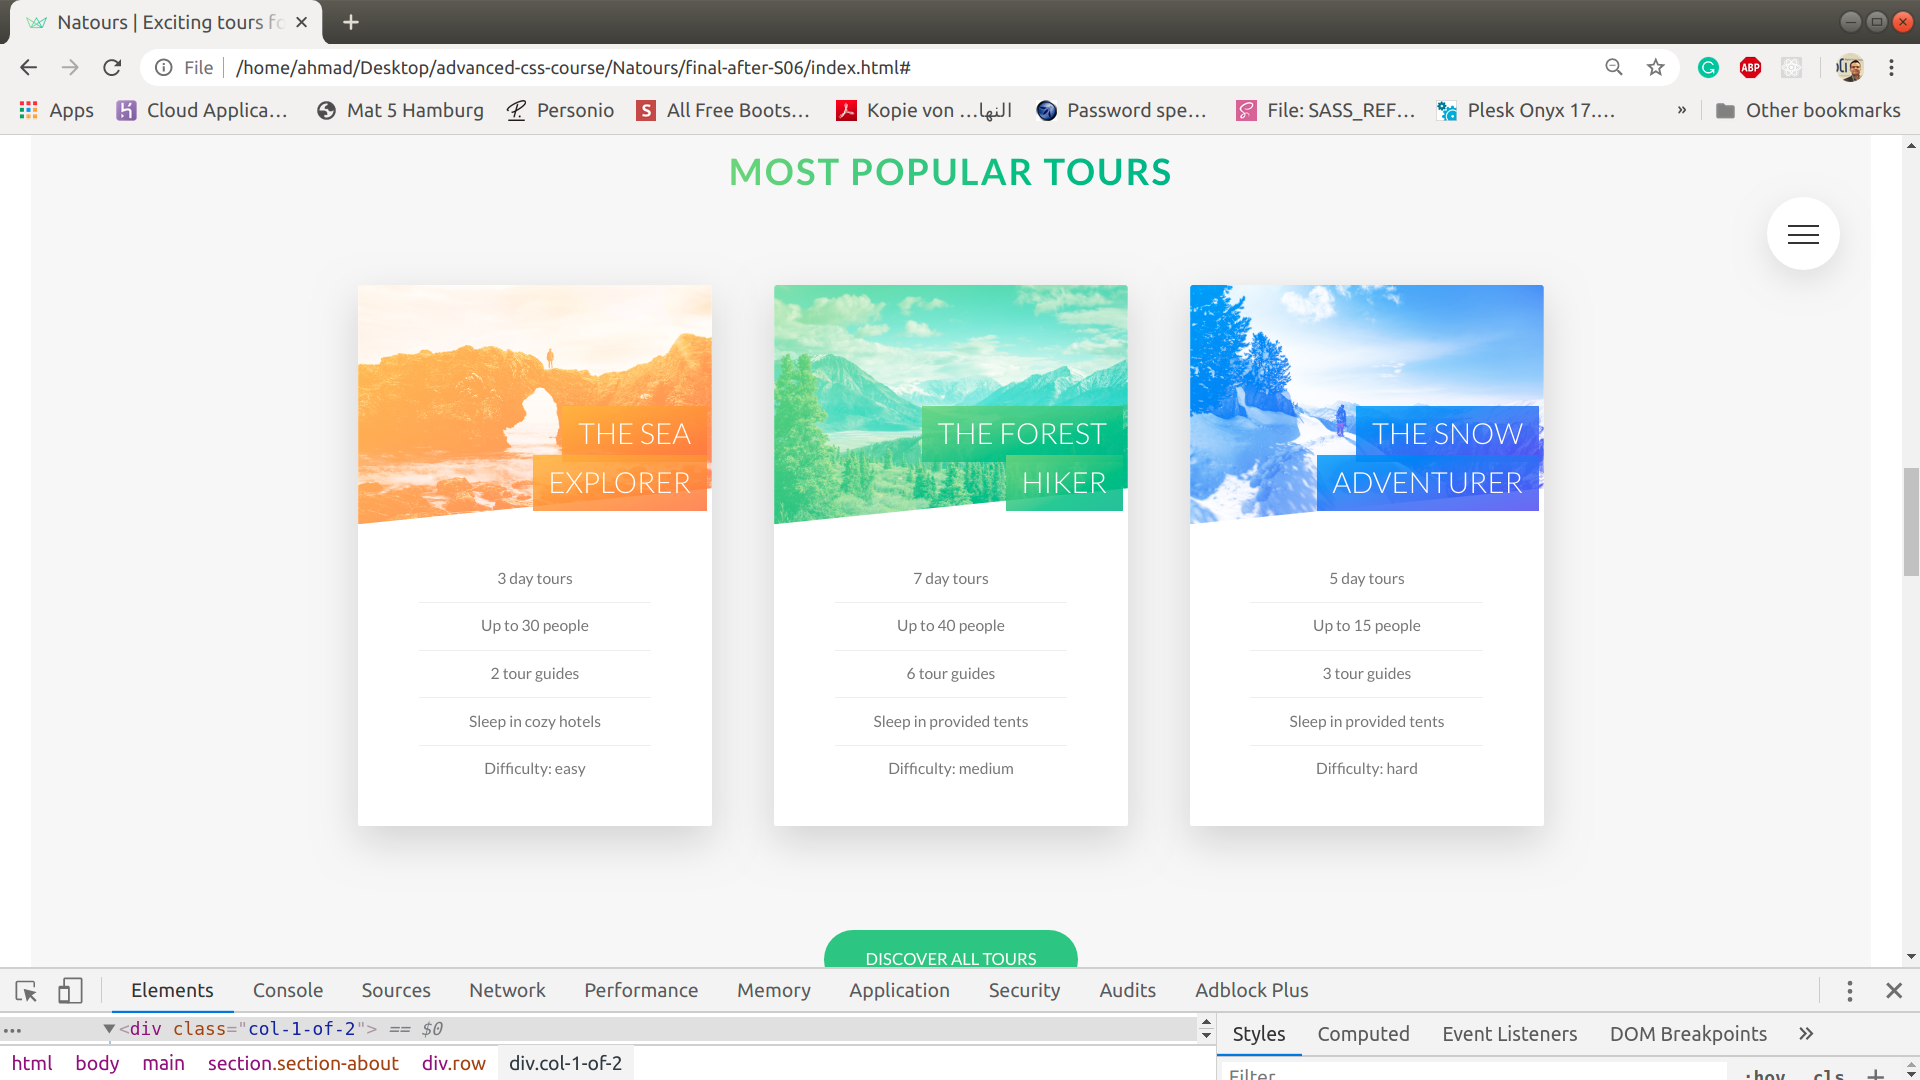 Natours | Exciting tours fo
File /home/ahmad/Desktop/advanced-css-course/Natours/final-after-S06/index.html#
ABP
Apps Cloud Applica... Mat 5 Hamburg Personio All Free Boots... Kopie von ...النها Password spe... File: SASS_REF... Plesk Onyx 17.... » Other bookmarks
MOST POPULAR TOURS
THE SEA
EXPLORER
3 day tours
Up to 30 people
2 tour guides
Sleep in cozy hotels
Difficulty: easy
THE FOREST
HIKER
7 day tours
Up to 40 people
6 tour guides
Sleep in provided tents
Difficulty: medium
THE SNOW
ADVENTURER
5 day tours
Up to 15 people
3 tour guides
Sleep in provided tents
Difficulty: hard
DISCOVER ALL TOURS
Elements Console Sources Network Performance Memory Application Security Audits Adblock Plus
... <div class="col-1-of-2"> == $0
html body main section.section-about div.row div.col-1-of-2
Styles Computed Event Listeners DOM Breakpoints »
Filter :hov .cls +